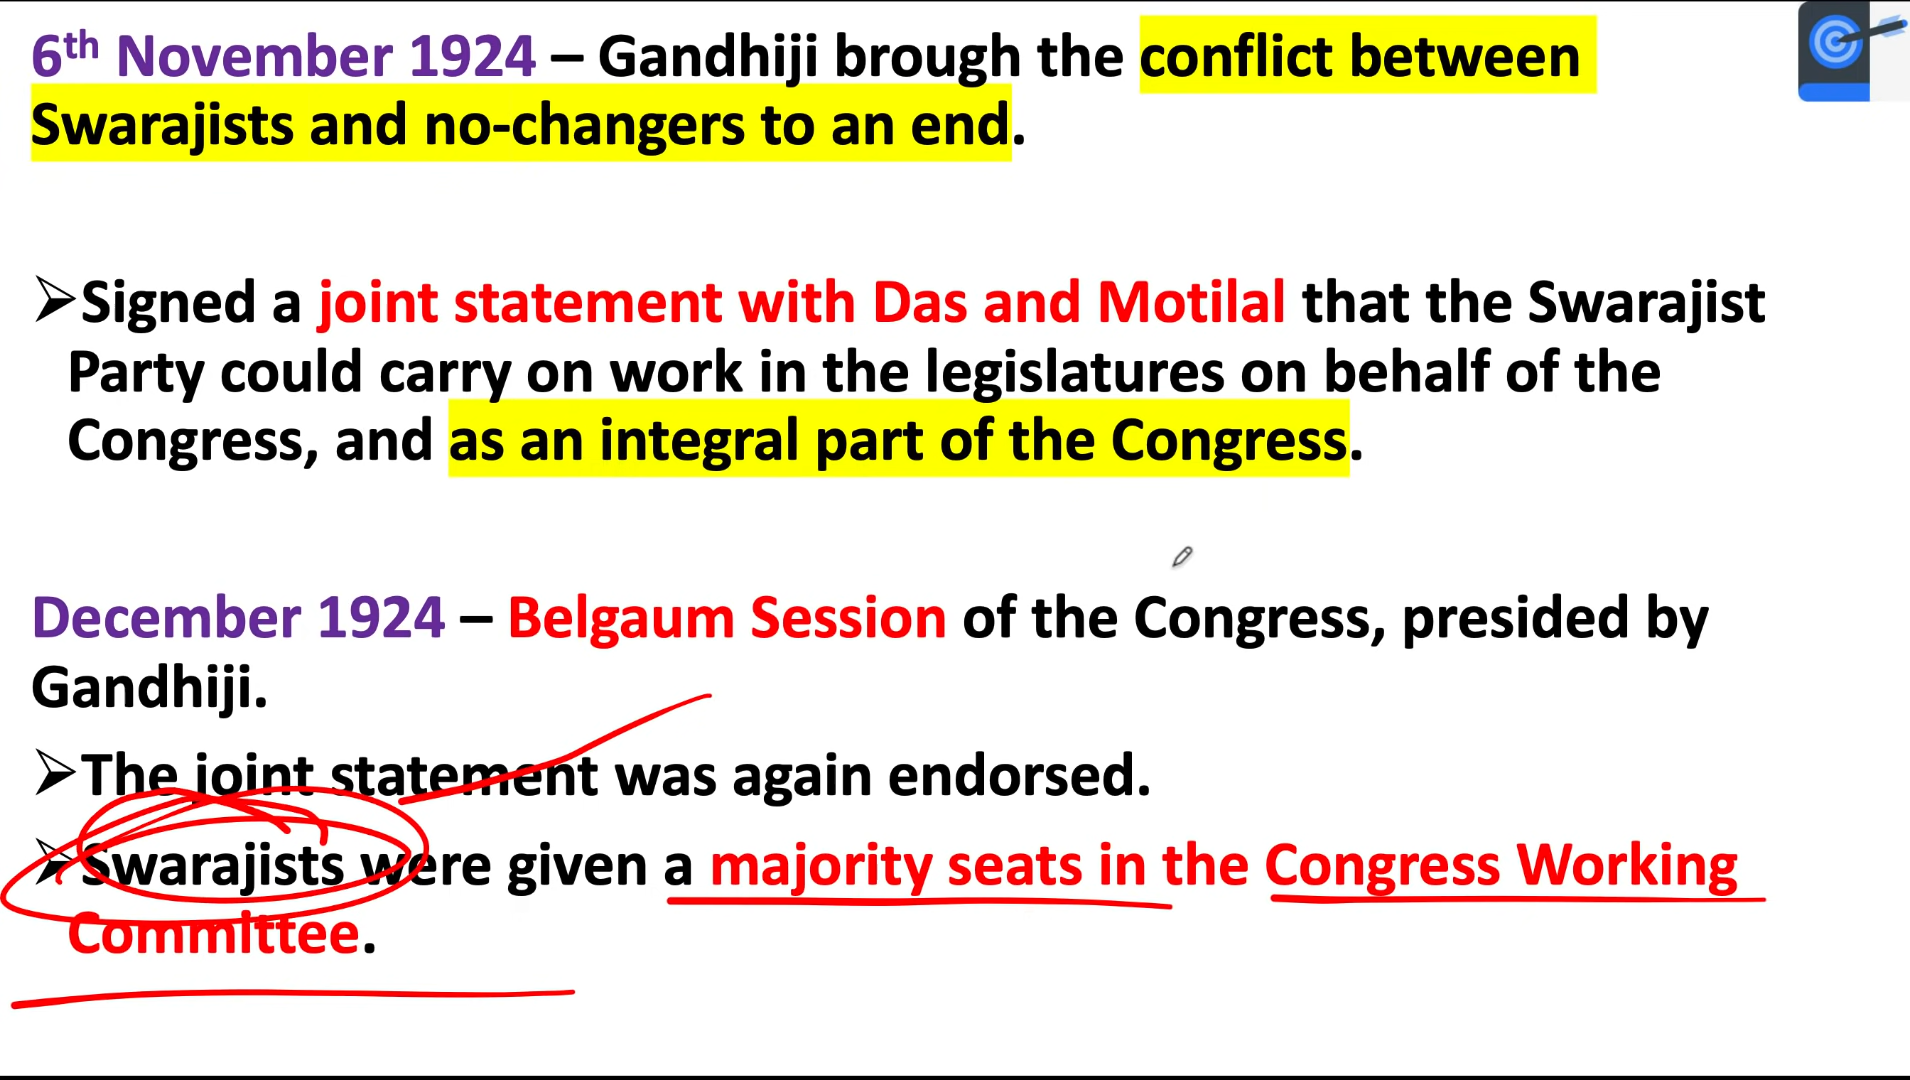 6th November 1924 – Gandhiji brough the conflict between
Swarajists and no-changers to an end.
➢Signed a joint statement with Das and Motilal that the Swarajist
Party could carry on work in the legislatures on behalf of the
Congress, and as an integral part of the Congress.
December 1924 – Belgaum Session of the Congress, presided by
Gandhiji.
➢The joint statement was again endorsed.
➢Swarajists were given a majority seats in the Congress Working
Committee.